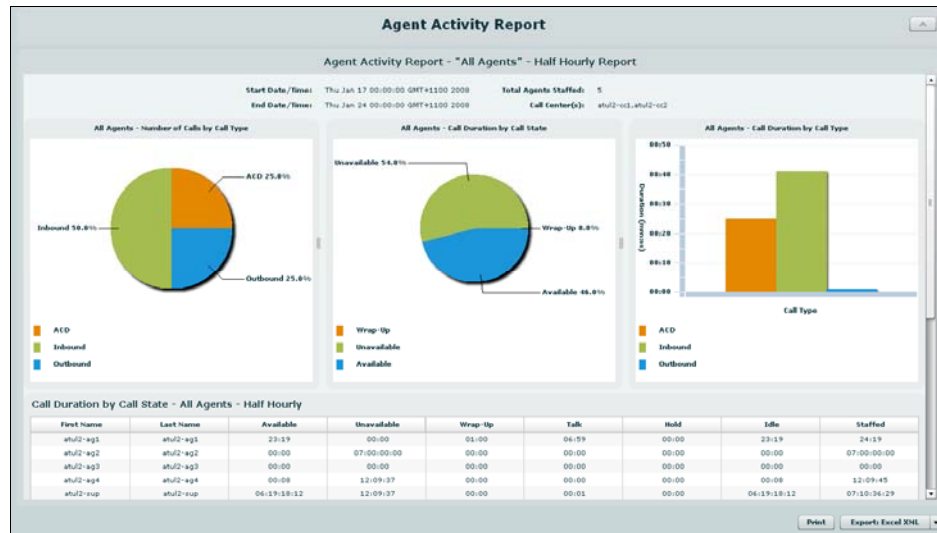 Agent Activity Report
Agent Activity Report - "All Agents" - Half Hourly Report
Start Date/Time: Thu Jan 17 00:00:00 GMT+1100 2008 Total Agents Staffed: 5
End Date/Time: Thu Jan 24 00:00:00 GMT+1100 2008 Call Center(s): atul2-cc1,atul2-cc2
All Agents - Number of Calls by Call Type
ACD 25.0%
Inbound 50.0%
Outbound 25.0%
ACD
Inbound
Outbound
All Agents - Call Duration by Call State
Unavailable 54.0%
Wrap-Up 0.0%
Available 46.0%
Wrap-Up
Unavailable
Available
All Agents - Call Duration by Call Type
Duration (mm:ss)
00:50
00:40
00:30
00:20
00:10
00:00
Call Type
ACD
Inbound
Outbound
Call Duration by Call State - All Agents - Half Hourly
First Name Last Name Available Unavailable Wrap-Up Talk Hold Idle Staffed
atul2-ag1 atul2-ag1 23:19 00:00 01:00 06:59 00:00 23:19 24:19
atul2-ag2 atul2-ag2 00:00 07:00:00:00 00:00 00:00 00:00 00:00 07:00:00:00
atul2-ag3 atul2-ag3 00:00 00:00 00:00 00:00 00:00 00:00 00:00
atul2-ag4 atul2-ag4 00:08 12:09:37 00:00 00:00 00:00 00:08 12:09:45
atul2-sup atul2-sup 06:19:18:12 12:09:37 00:00 00:01 00:00 06:19:18:12 07:10:36:29
Print Export: Excel XML